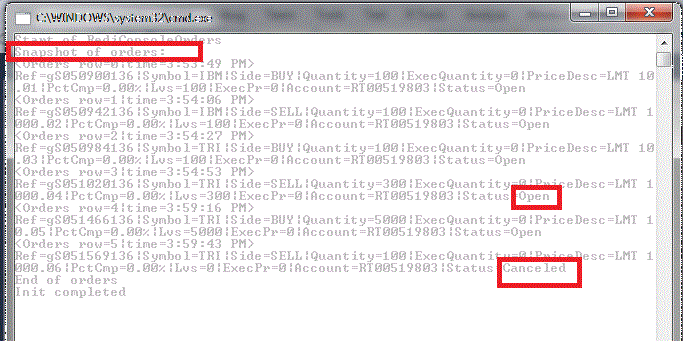 C:\WINDOWS\system32\cmd.exe
Start of RediConsoleOrders
Snapshot of orders:
<Orders row=0|time=3:53:49 PM>
Ref=gS050900136|Symbol=IBM|Side=BUY|Quantity=100|ExecQuantity=0|PriceDesc=LMT 10
.01|PctCmp=0.00%|Lvs=100|ExecPr=0|Account=RT00519803|Status=Open
<Orders row=1|time=3:54:06 PM>
Ref=gS050942136|Symbol=IBM|Side=SELL|Quantity=100|ExecQuantity=0|PriceDesc=LMT 1
000.02|PctCmp=0.00%|Lvs=100|ExecPr=0|Account=RT00519803|Status=Open
<Orders row=2|time=3:54:27 PM>
Ref=gS050984136|Symbol=TRI|Side=BUY|Quantity=100|ExecQuantity=0|PriceDesc=LMT 10
.03|PctCmp=0.00%|Lvs=100|ExecPr=0|Account=RT00519803|Status=Open
<Orders row=3|time=3:54:53 PM>
Ref=gS051020136|Symbol=TRI|Side=SELL|Quantity=300|ExecQuantity=0|PriceDesc=LMT 1
000.04|PctCmp=0.00%|Lvs=300|ExecPr=0|Account=RT00519803|Status Open
<Orders row=4|time=3:59:16 PM>
Ref=gS051466136|Symbol=TRI|Side=BUY|Quantity=5000|ExecQuantity=0|PriceDesc=LMT 1
0.05|PctCmp=0.00%|Lvs=5000|ExecPr=0|Account=RT00519803|Status=Open
<Orders row=5|time=3:59:43 PM>
Ref=gS051569136|Symbol=TRI|Side=SELL|Quantity=100|ExecQuantity=0|PriceDesc=LMT 1
000.06|PctCmp=0.00%|Lvs=0|ExecPr=0|Account=RT00519803|Status Canceled
End of orders
Init completed